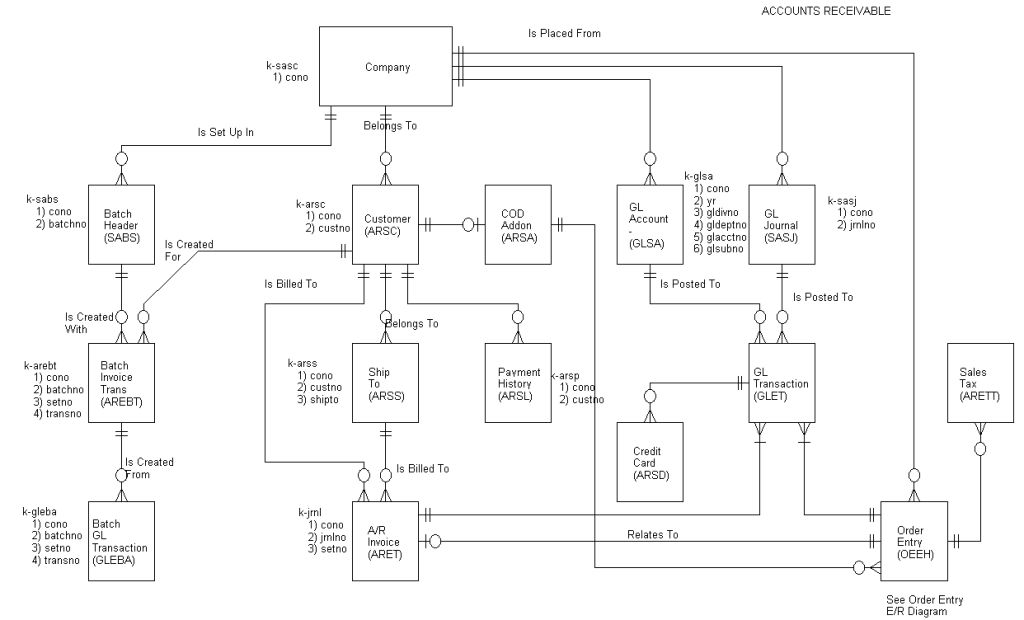 ACCOUNTS RECEIVABLE
Is Placed From
Company
k-sasc
1) cono
Is Set Up In
Belongs To
k-sabs
1) cono
2) batchno
Batch
Header
(SABS)
k-arsc
1) cono
2) custno
Customer
(ARSC)
COD
Addon
(ARSA)
GL
Account
-
(GLSA)
k-glsa
1) cono
2) yr
3) gldivno
4) gldeptno
5) glacctno
6) glsubno
GL
Journal
(SASJ)
k-sasj
1) cono
2) jrnlno
Is Created
For
Is Billed To
Is Posted To
Is Posted To
Is Created
With
Belongs To
k-arebt
1) cono
2) batchno
3) setno
4) transno
Batch
Invoice
Trans
(AREBT)
k-arss
1) cono
2) custno
3) shipto
Ship
To
(ARSS)
Payment
History
(ARSL)
k-arsp
1) cono
2) custno
GL
Transaction
(GLET)
Sales
Tax
(ARETT)
Credit
Card
(ARSD)
Is Created
From
Is Billed To
k-gleba
1) cono
2) batchno
3) setno
4) transno
Batch
GL
Transaction
(GLEBA)
k-jrnl
1) cono
2) jrnlno
3) setno
A/R
Invoice
(ARET)
Relates To
Order
Entry
(OEEH)
See Order Entry
E/R Diagram